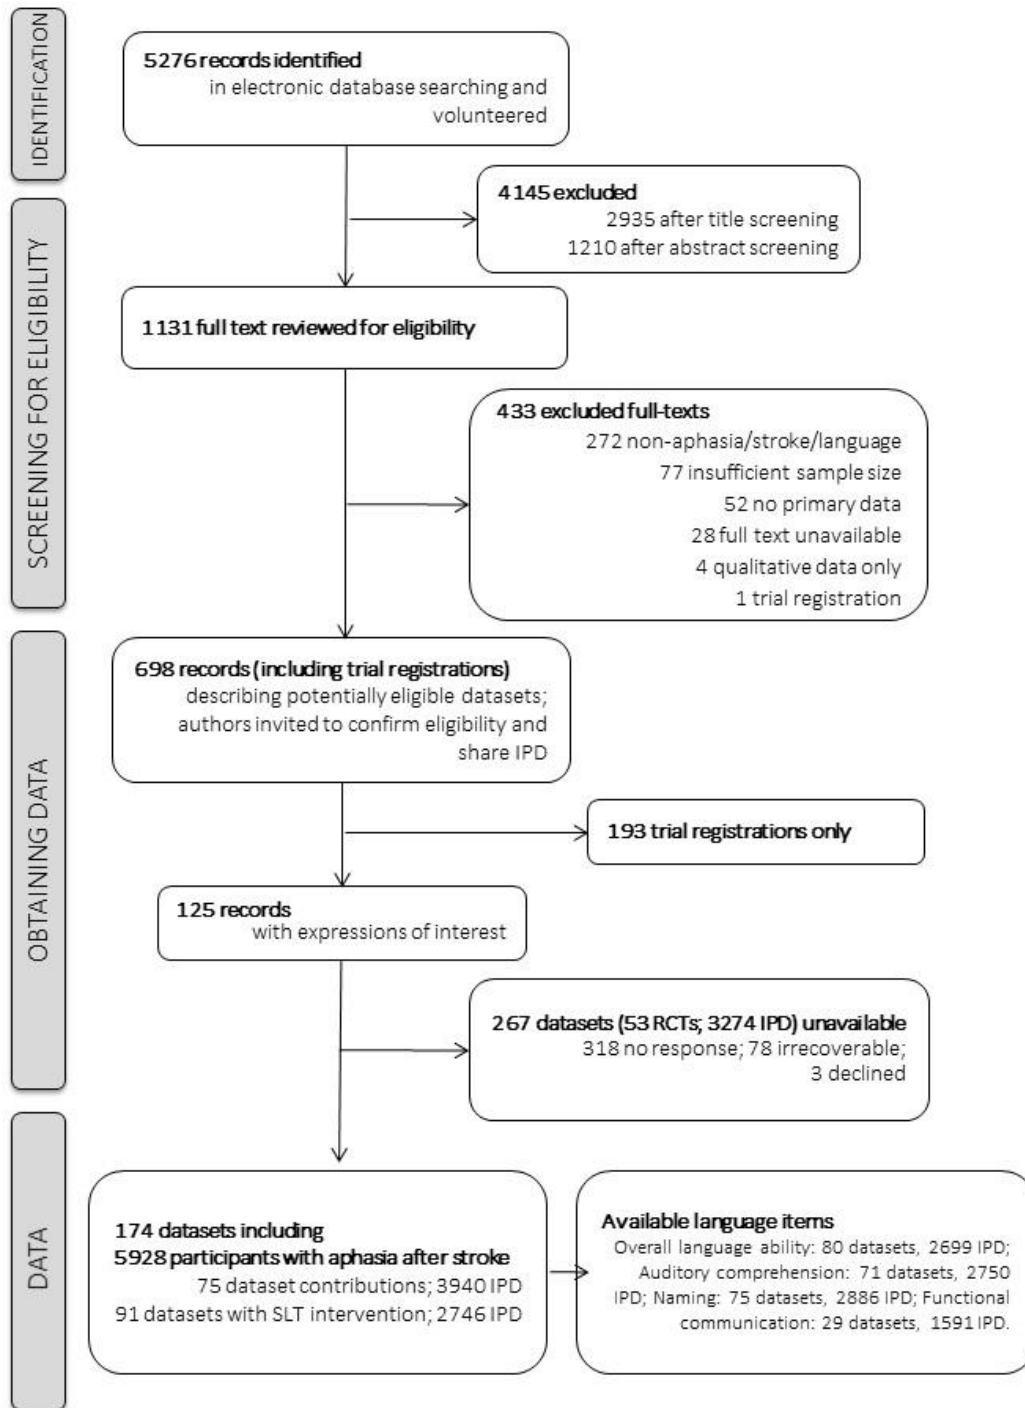 IDENTIFICATION
5276 records identified
in electronic database searching and
volunteered
4145 excluded
2935 after title screening
1210 after abstract screening
SCREENING FOR ELIGIBILITY
1131 full text reviewed for eligibility
433 excluded full-texts
272 non-aphasia/stroke/language
77 insufficient sample size
52 no primary data
28 full text unavailable
4 qualitative data only
1 trial registration
OBTAINING DATA
698 records (including trial registrations)
describing potentially eligible datasets;
authors invited to confirm eligibility and
share IPD
193 trial registrations only
125 records
with expressions of interest
267 datasets (53 RCTs; 3274 IPD) unavailable
318 no response; 78 irrecoverable;
3 declined
DATA
174 datasets including
5928 participants with aphasia after stroke
75 dataset contributions; 3940 IPD
91 datasets with SLT intervention; 2746 IPD
Available language items
Overall language ability: 80 datasets, 2699 IPD;
Auditory comprehension: 71 datasets, 2750
IPD; Naming: 75 datasets, 2886 IPD; Functional
communication: 29 datasets, 1591 IPD.